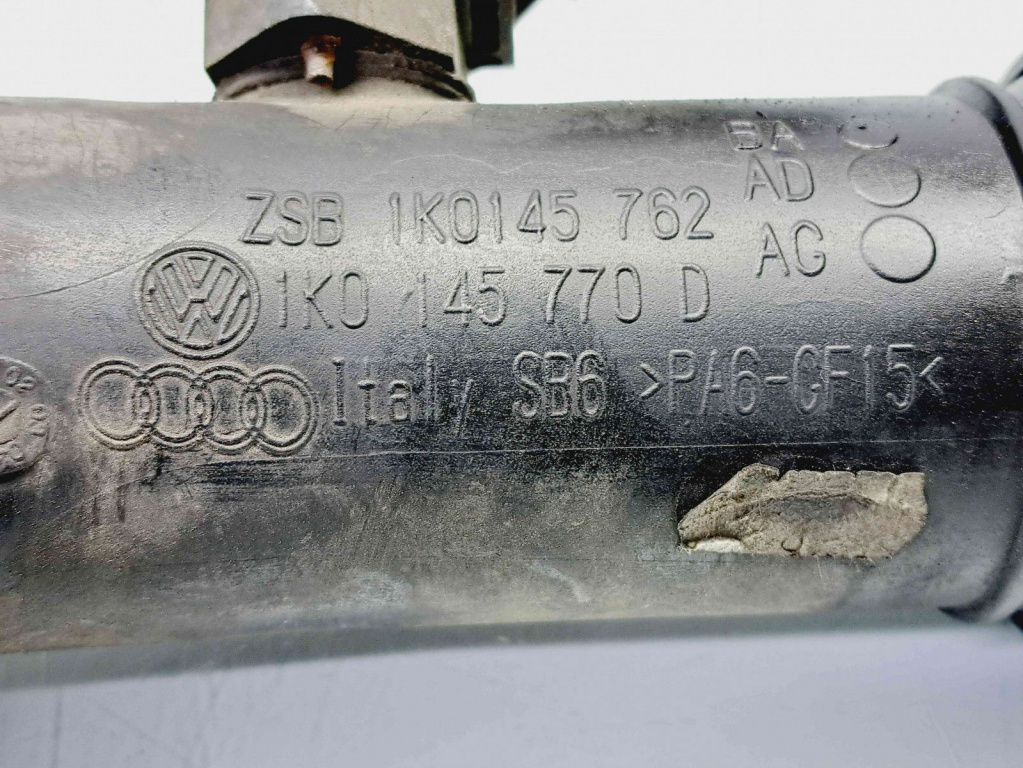 BA
AD
ZSB 1K0145 762
AG
1K0 145 770 D
Italy SB6 >PA6-GF15<